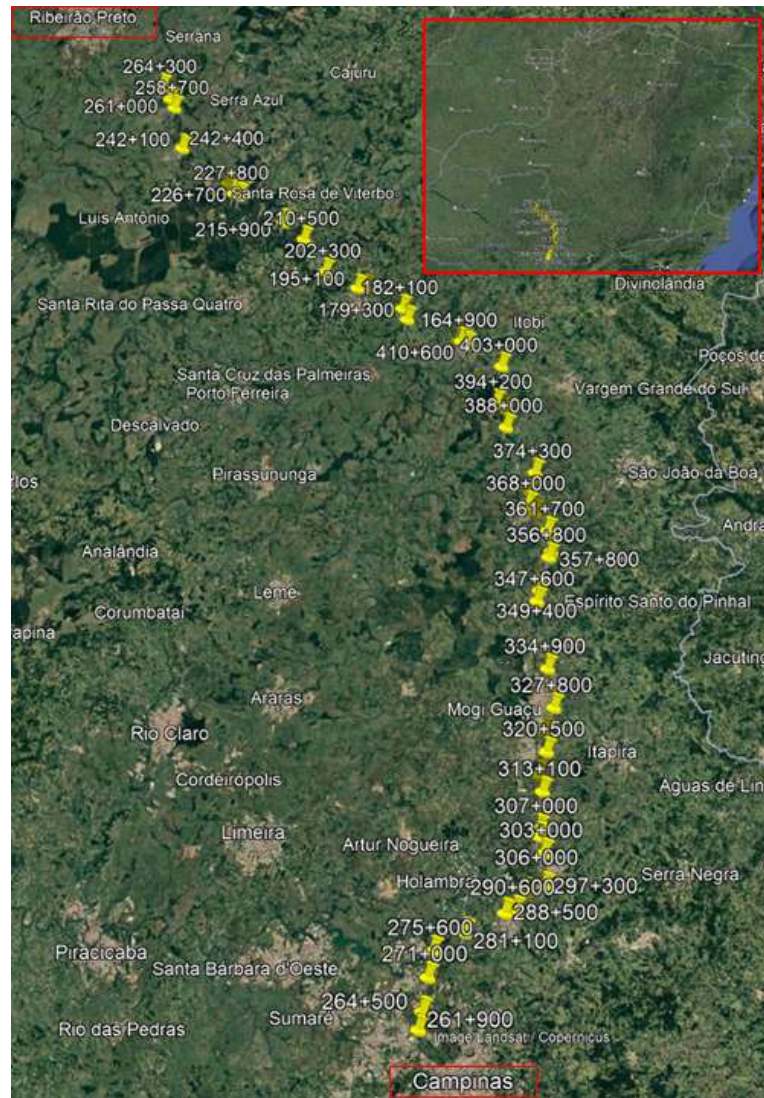 Ribeirão Preto
Serrana
264+300
Cajuru
258+700
261+000
Serra Azul
242+100
242+400
227+800
226+700
Santa Rosa de Viterbo
Luís Antônio
210+500
215+900
202+300
195+100
182+100
Divinolândia
Santa Rita do Passa Quatro
179+300
164+900
Itobi
403+000
410+600
Poços de
Santa Cruz das Palmeiras
394+200
Vargem Grande do Sul
Porto Ferreira
388+000
Descalvado
374+300
Pirassununga
São João da Boa
368+000
361+700
Andra
356+800
Analândia
357+800
347+600
Leme
Espírito Santo do Pinhal
Corumbatai
349+400
apina
334+900
Jacuting
327+800
Araras
Mogi Guaçu
Rio Claro
320+500
Itapira
313+100
Cordeirópolis
Águas de Lin
307+000
Limeira
303+000
Artur Nogueira
306+000
Holambra
290+600
297+300
Serra Negra
288+500
275+600
281+100
Piracicaba
271+000
Santa Bárbara d'Oeste
264+500
Sumaré
261+900
Rio das Pedras
Image Landsat / Copernicus
Campinas